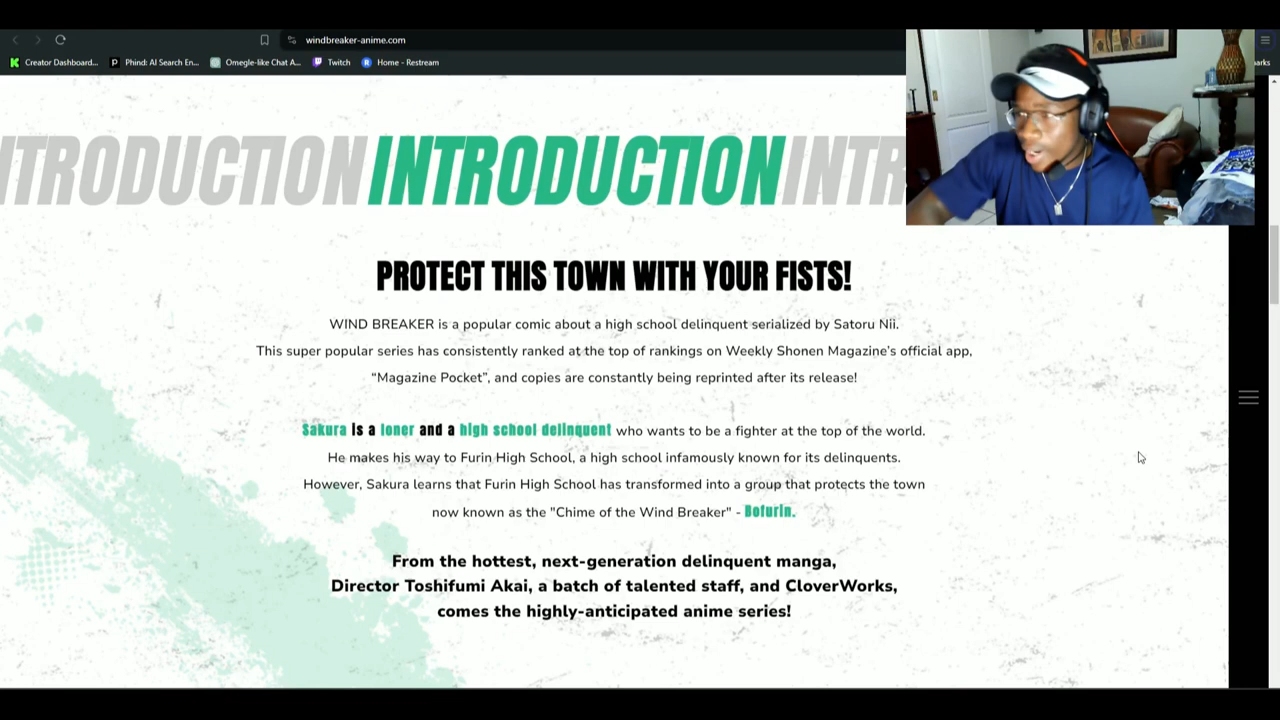 windbreaker-anime.com
Creator Dashboard... Phind: AI Search En... Omegle-like Chat A... Twitch Home - Restream arks
ITRODUCTION INTRODUCTION INTR
PROTECT THIS TOWN WITH YOUR FISTS!
WIND BREAKER is a popular comic about a high school delinquent serialized by Satoru Nii.
This super popular series has consistently ranked at the top of rankings on Weekly Shonen Magazine's official app,
“Magazine Pocket”, and copies are constantly being reprinted after its release!
Sakura is a loner and a high school delinquent who wants to be a fighter at the top of the world.
He makes his way to Furin High School, a high school infamously known for its delinquents.
However, Sakura learns that Furin High School has transformed into a group that protects the town
now known as the "Chime of the Wind Breaker" - Bofurin.
From the hottest, next-generation delinquent manga,
Director Toshifumi Akai, a batch of talented staff, and CloverWorks,
comes the highly-anticipated anime series!